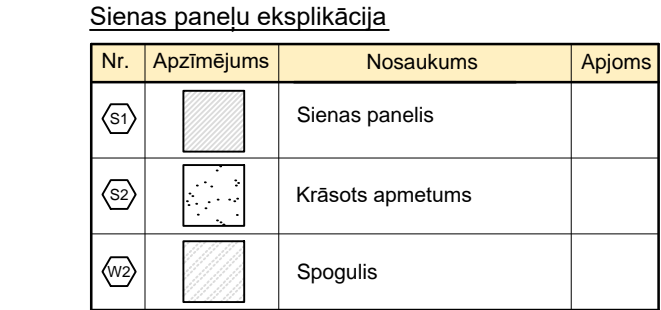 Sienas paneļu eksplikācija
Nr. Apzīmējums Nosaukums Apjoms
S1 Sienas panelis
S2 Krāsots apmetums
W2 Spogulis